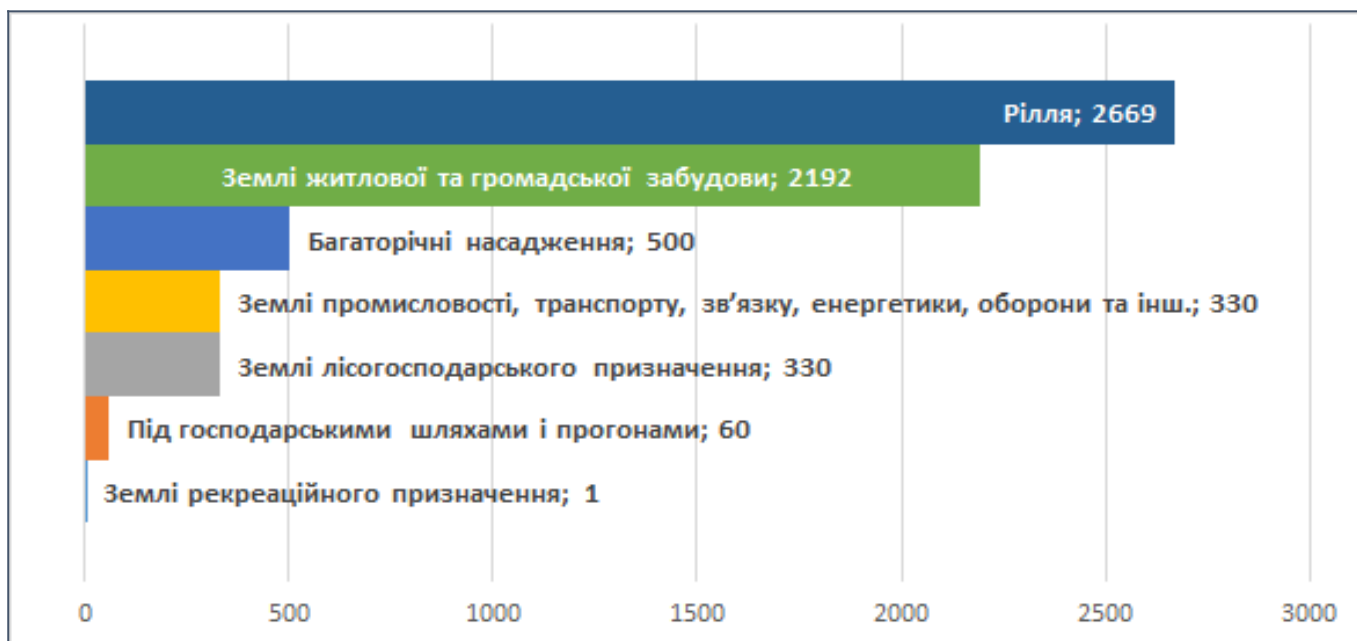 Рілля; 2669
Землі житлової та громадської забудови; 2192
Багаторічні насадження; 500
Землі промисловості, транспорту, зв’язку, енергетики, оборони та інш.; 330
Землі лісогосподарського призначення; 330
Під господарськими шляхами і прогонами; 60
Землі рекреаційного призначення; 1
0 500 1000 1500 2000 2500 3000